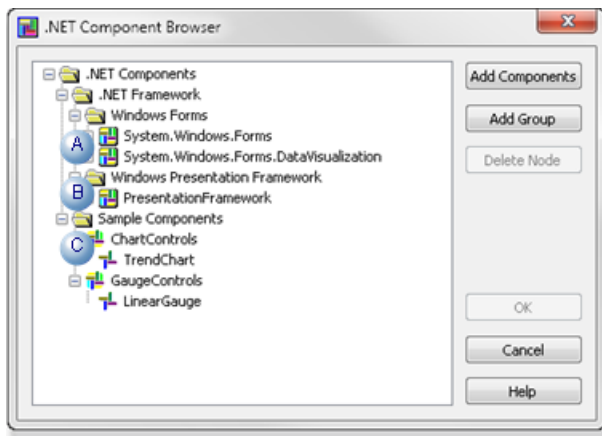 .NET Component Browser
.NET Components
.NET Framework
Windows Forms
A
System.Windows.Forms
System.Windows.Forms.DataVisualization
Windows Presentation Framework
B
PresentationFramework
Sample Components
C
ChartControls
TrendChart
GaugeControls
LinearGauge
Add Components
Add Group
Delete Node
OK
Cancel
Help